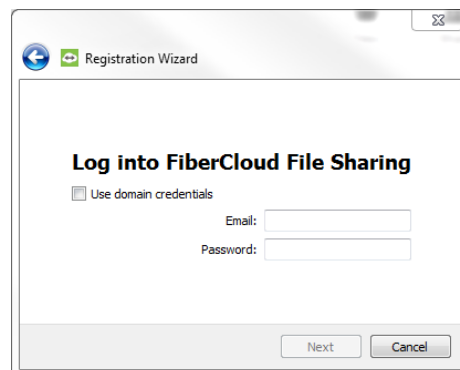 Registration Wizard
Log into FiberCloud File Sharing
Use domain credentials
Email:
Password:
Next Cancel